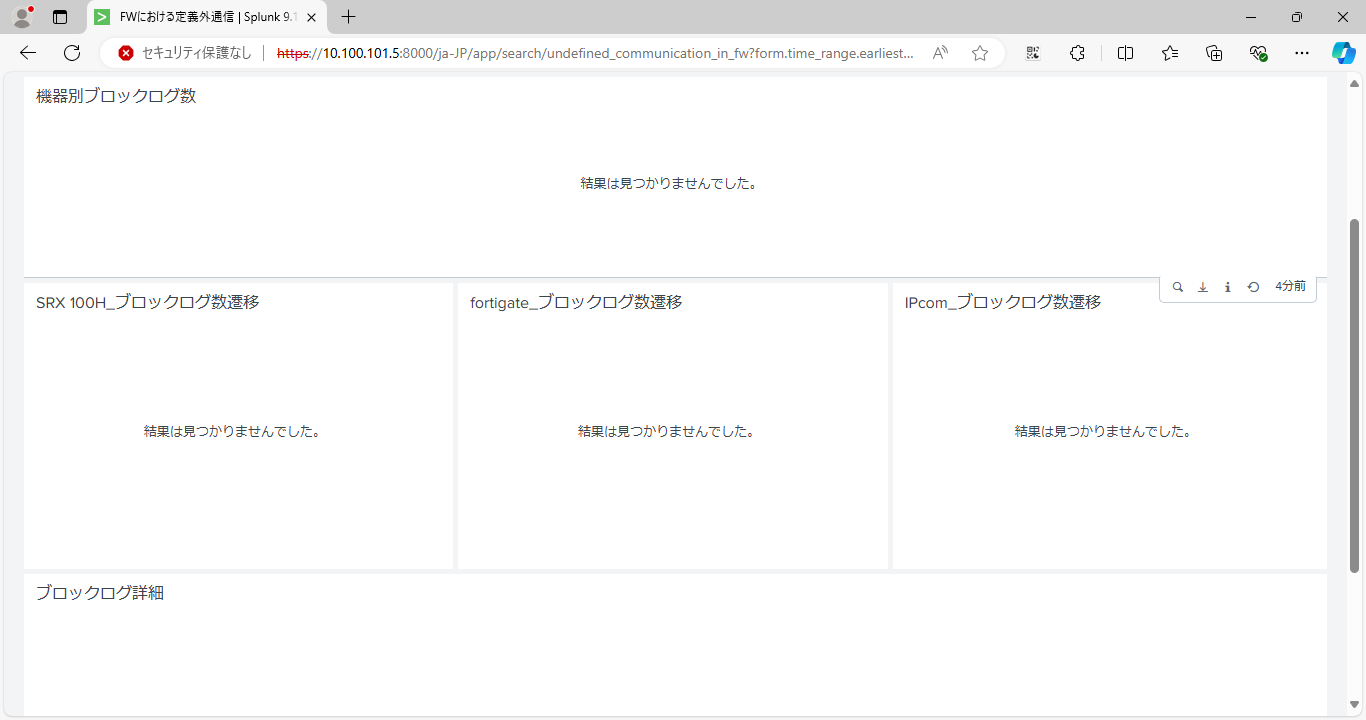 FWにおける定義外通信 | Splunk 9.1
セキュリティ保護なし
https://10.100.101.5:8000/ja-JP/app/search/undefined_communication_in_fw?form.time_range.earliest...
機器別ブロックログ数
結果は見つかりませんでした。
4分前
SRX 100H_ブロックログ数遷移
fortigate_ブロックログ数遷移
IPcom_ブロックログ数遷移
結果は見つかりませんでした。
結果は見つかりませんでした。
結果は見つかりませんでした。
ブロックログ詳細